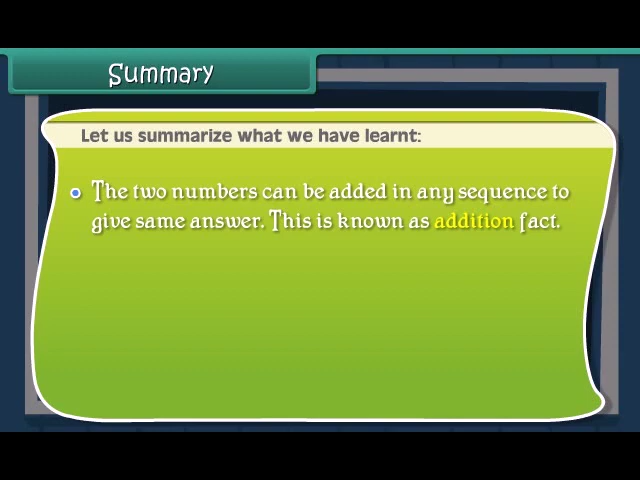 Summary
Let us summarize what we have learnt:
The two numbers can be added in any sequence to
give same answer. This is known as addition fact.